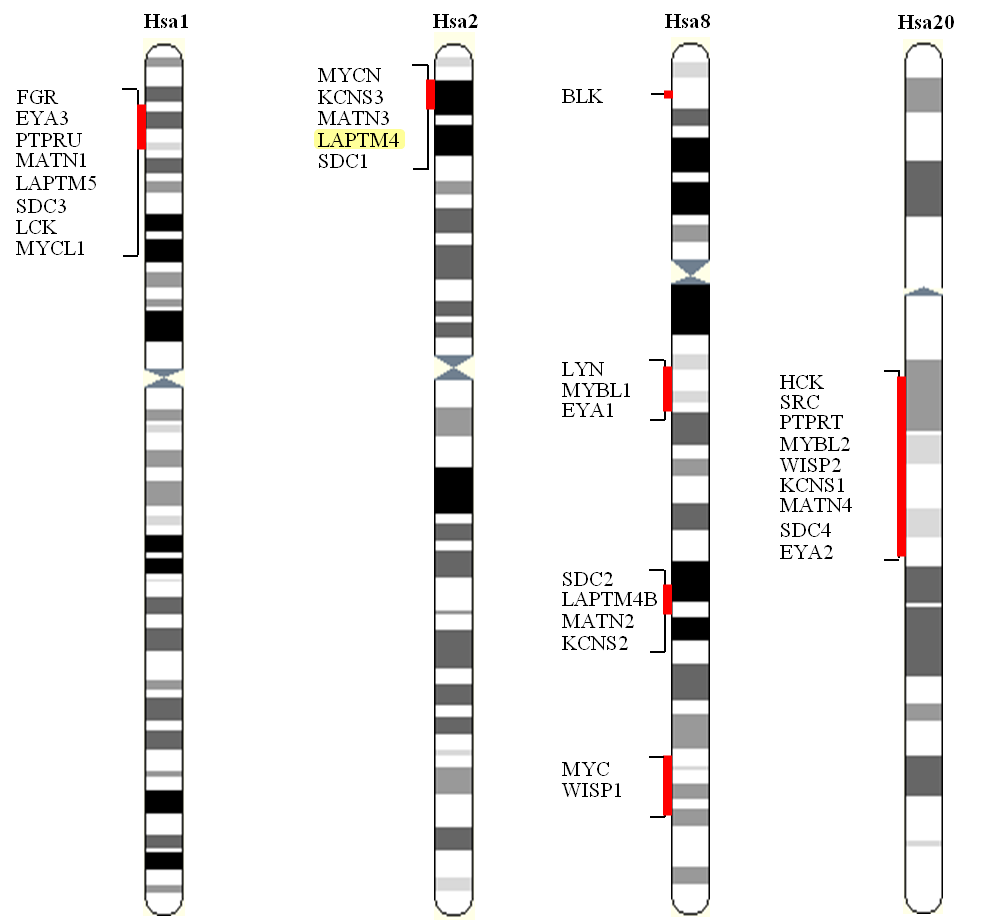 Hsa1
FGR
EYA3
PTPRU
MATN1
LAPTM5
SDC3
LCK
MYCL1
Hsa2
MYCN
KCNS3
MATN3
LAPTM4
SDC1
Hsa8
BLK
LYN
MYBL1
EYA1
SDC2
LAPTM4B
MATN2
KCNS2
MYC
WISP1
Hsa20
HCK
SRC
PTPRT
MYBL2
WISP2
KCNS1
MATN4
SDC4
EYA2